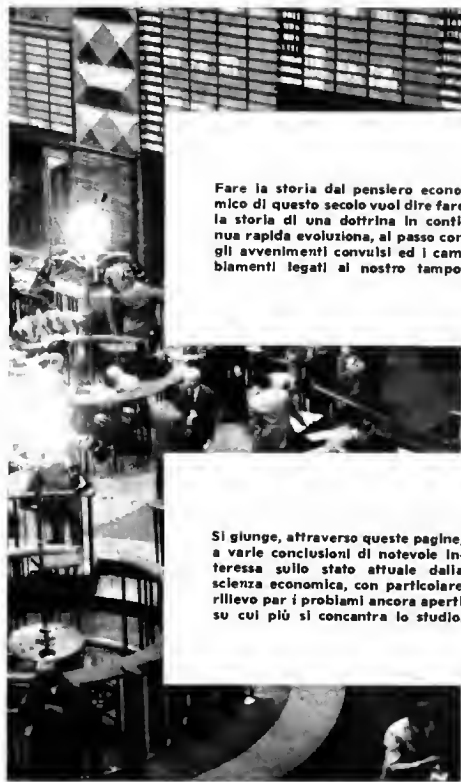 Fare la storia dal pensiero econo
mico di questo secolo vuol dire fare
la storia di una dottrina in conti
nua rapida evoluziona, al passo con
gli avvenimenti convulsi ed i cam
biamenti legati al nostro tampo
Si giunge, attraverso queste pagine,
a varie conclusioni di notevole in-
teressa sullo stato attuale dalla
scienza economica, con particolare
rilievo par i problami ancora aperti
su cui più si concantra lo studio.